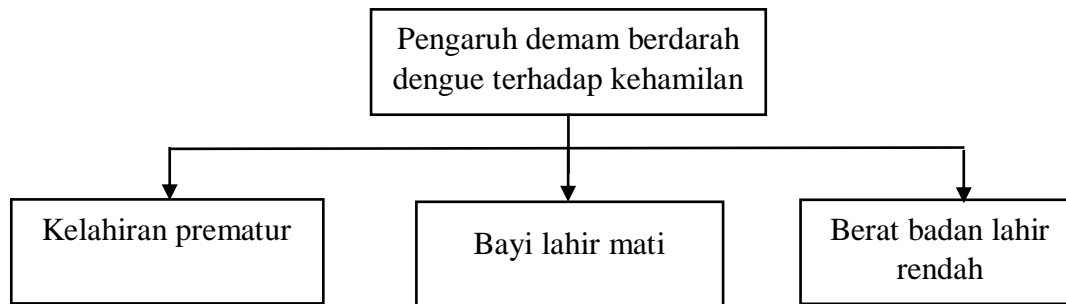 Pengaruh demam berdarah
dengue terhadap kehamilan
Kelahiran prematur
Bayi lahir mati
Berat badan lahir
rendah